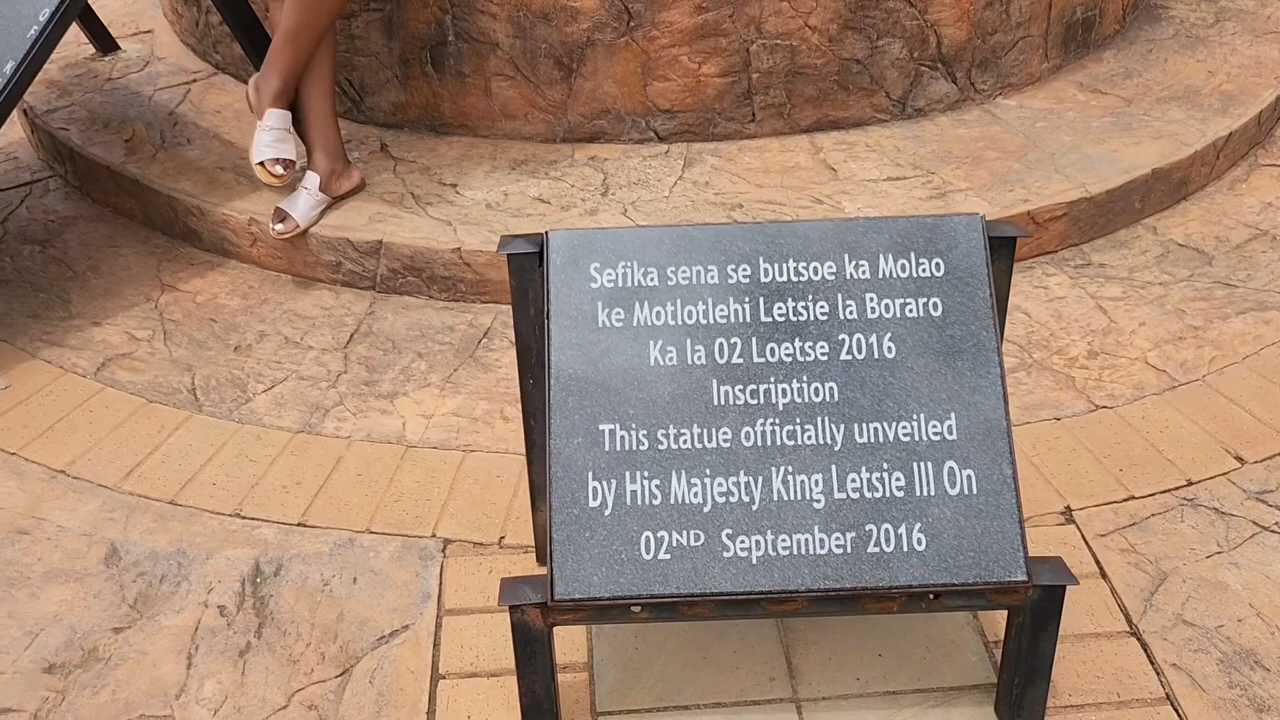 Sefika sena se butsoe ka Molao
ke Motlotlehi Letsie la Boraro
Ka la 02 Loetse 2016
Inscription
This statue officially unveiled
by His Majesty King Letsie III On
02ND September 2016